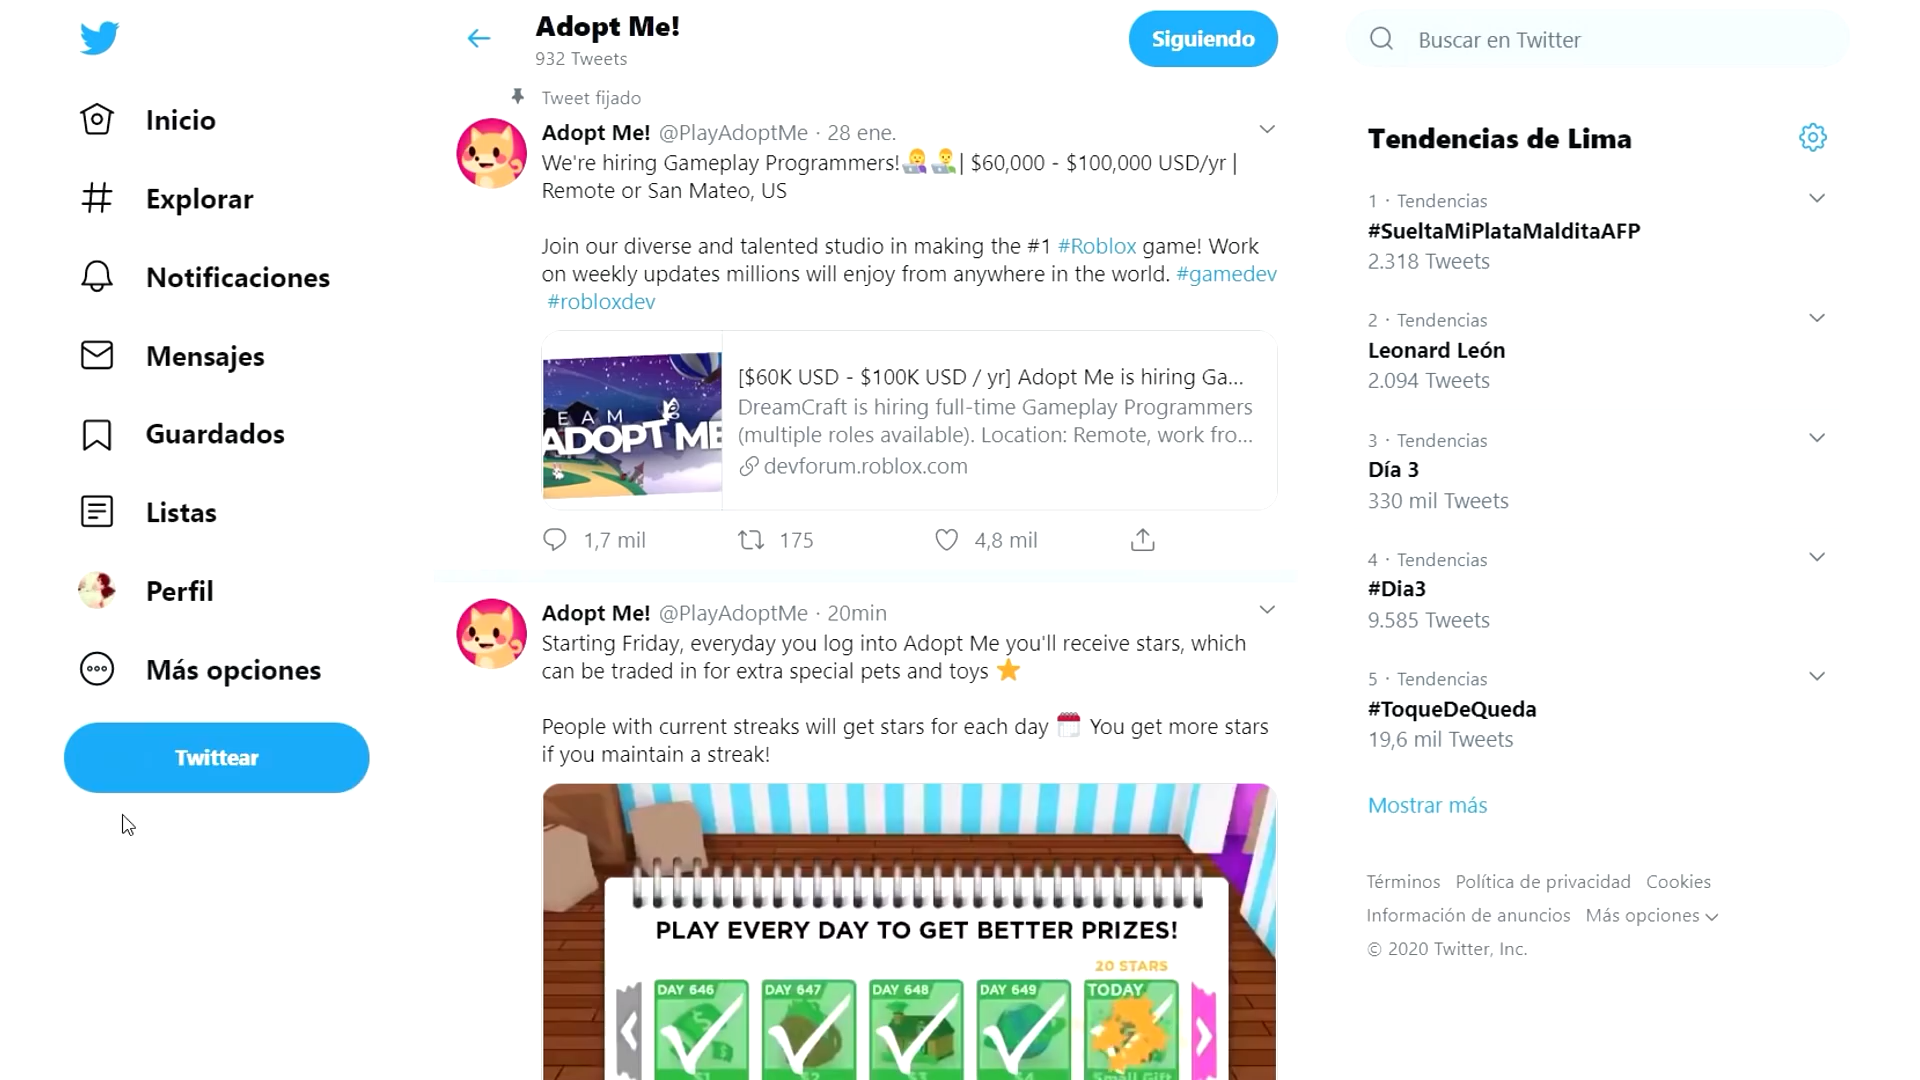 Adopt Me!
932 Tweets
Siguiendo
Buscar en Twitter
Inicio
Explorar
Notificaciones
Mensajes
Guardados
Listas
Perfil
Más opciones
Twittear
Tweet fijado
Adopt Me! @PlayAdoptMe · 28 ene.
We're hiring Gameplay Programmers! | $60,000 - $100,000 USD/yr |
Remote or San Mateo, US
Join our diverse and talented studio in making the #1 #Roblox game! Work
on weekly updates millions will enjoy from anywhere in the world. #gamedev
#robloxdev
EAM
ADOPT ME
[$60K USD - $100K USD / yr] Adopt Me is hiring Ga...
DreamCraft is hiring full-time Gameplay Programmers
(multiple roles available). Location: Remote, work fro...
devforum.roblox.com
1,7 mil 175 4,8 mil
Adopt Me! @PlayAdoptMe · 20min
Starting Friday, everyday you log into Adopt Me you'll receive stars, which
can be traded in for extra special pets and toys
People with current streaks will get stars for each day You get more stars
if you maintain a streak!
PLAY EVERY DAY TO GET BETTER PRIZES!
20 STARS
DAY 646 DAY 647 DAY 648 DAY 649 TODAY
Small Gift
Tendencias de Lima
1 · Tendencias
#SueltaMiPlataMalditaAFP
2.318 Tweets
2 · Tendencias
Leonard León
2.094 Tweets
3 · Tendencias
Día 3
330 mil Tweets
4 · Tendencias
#Dia3
9.585 Tweets
5 · Tendencias
#ToqueDeQueda
19,6 mil Tweets
Mostrar más
Términos Política de privacidad Cookies
Información de anuncios Más opciones
© 2020 Twitter, Inc.